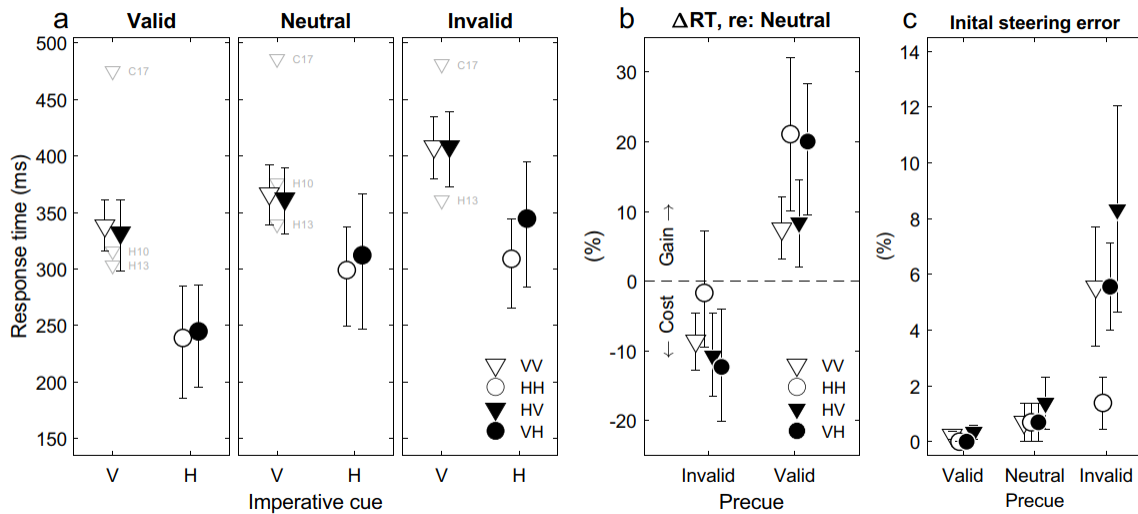 a
Valid
Neutral
Invalid
Response time (ms)
500
450
400
350
300
250
200
150
C17
H10
H13
C17
H10
H13
C17
H13
VV
HH
HV
VH
V H
V H
V H
Imperative cue
b
ΔRT, re: Neutral
(%)
30
20
10
0
-10
-20
Gain →
← Cost
VV
HH
HV
VH
Invalid Valid
Precue
c
Inital steering error
(%)
14
12
10
8
6
4
2
0
Valid Neutral Invalid
Precue